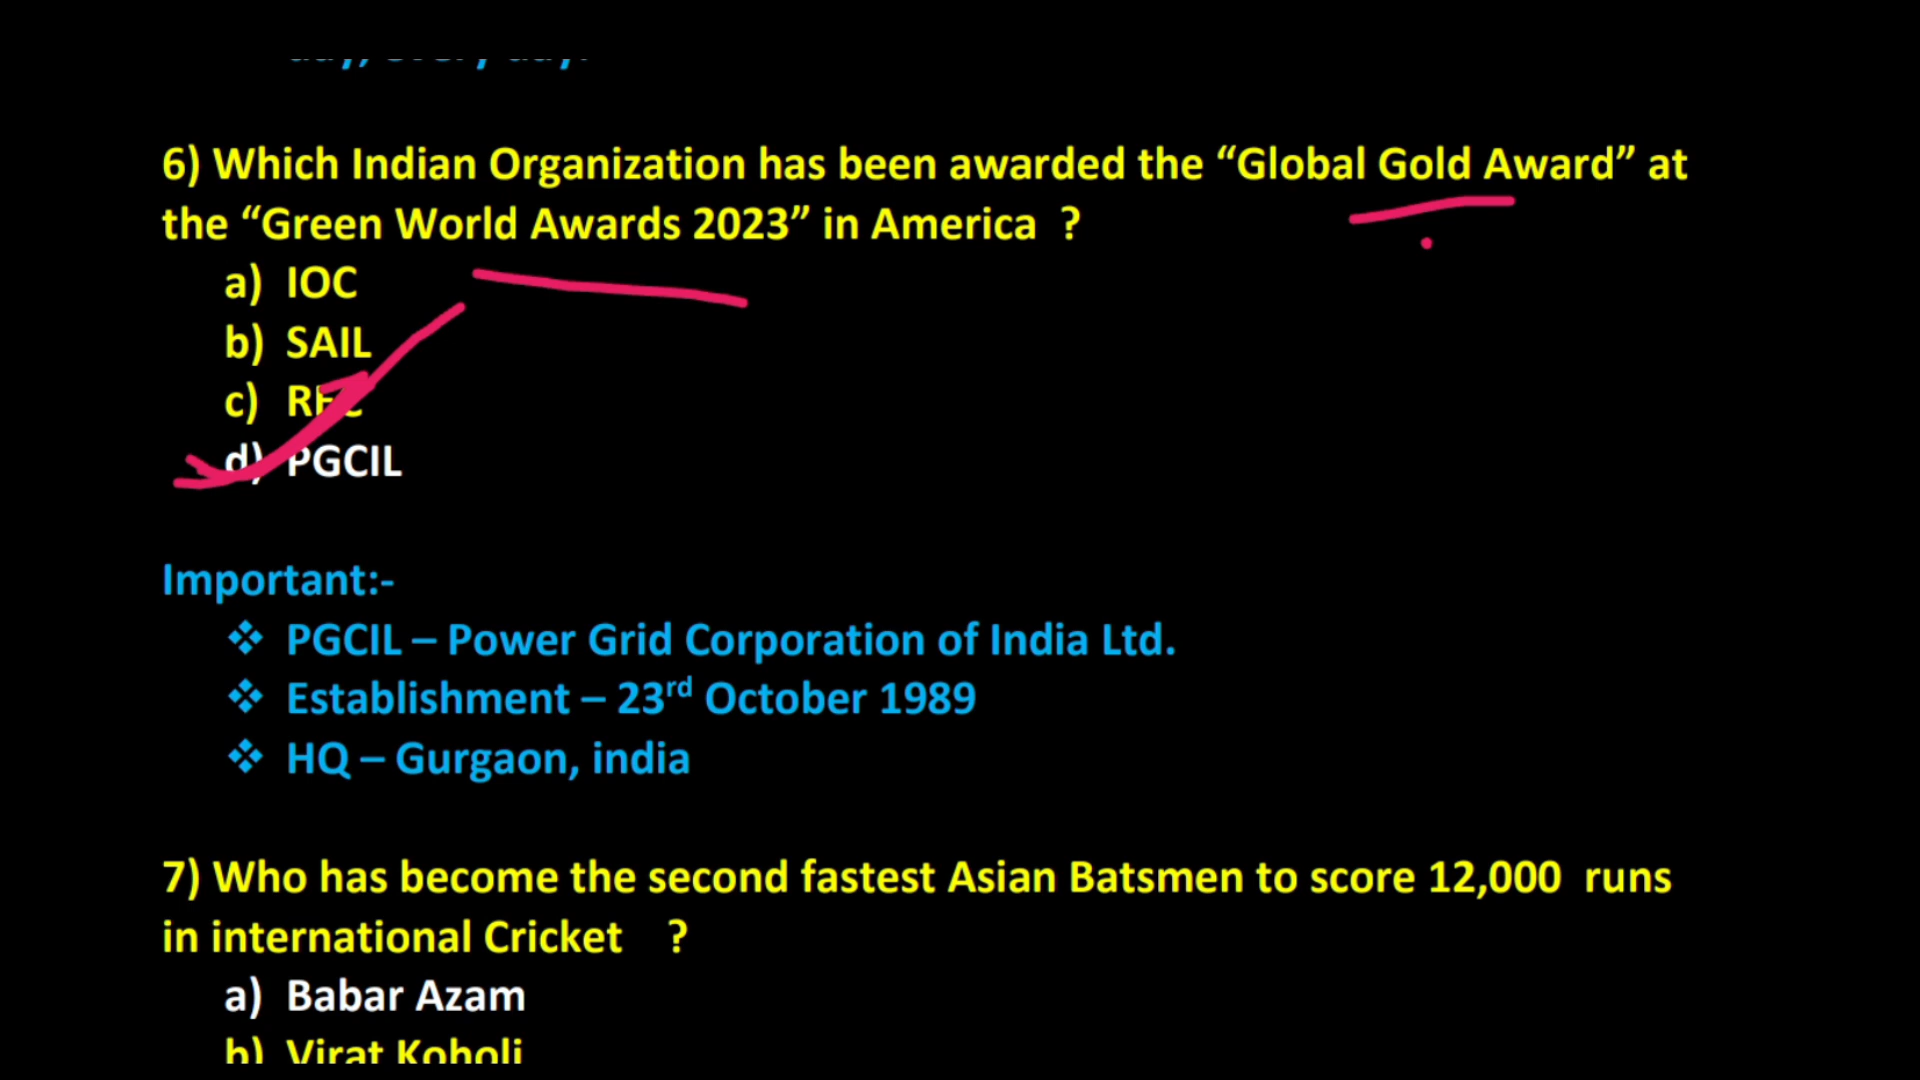 6) Which Indian Organization has been awarded the “Global Gold Award” at
the “Green World Awards 2023” in America ?
a) IOC
b) SAIL
c) REC
d) PGCIL
Important:-
❖ PGCIL – Power Grid Corporation of India Ltd.
❖ Establishment – 23rd October 1989
❖ HQ – Gurgaon, india
7) Who has become the second fastest Asian Batsmen to score 12,000 runs
in international Cricket ?
a) Babar Azam
b) Virat Koholi